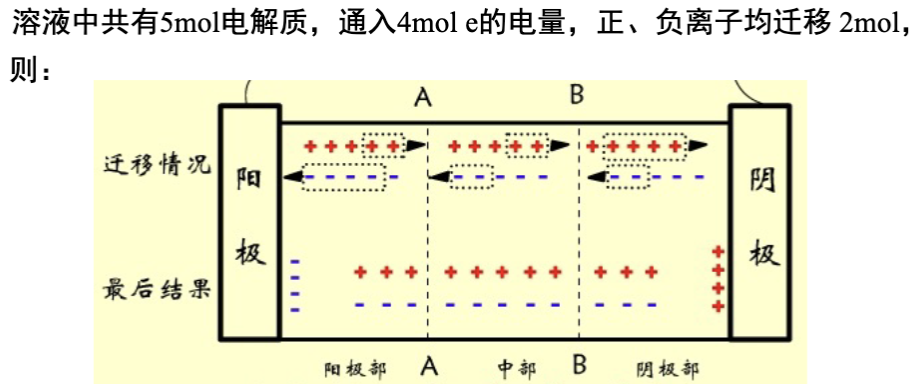 溶液中共有5mol电解质，通入4mol e的电量，正、负离子均迁移 2mol，
则：
A B
迁移情况
+ + + + + + + + + + + + + + +
- - - - - - - - - - - - - - -
阳极
阴极
最后结果
+ + + + + + + + + + +
- - - - - - - - - - -
- - - -
+ + + +
阳极部 A 中部 B 阴极部